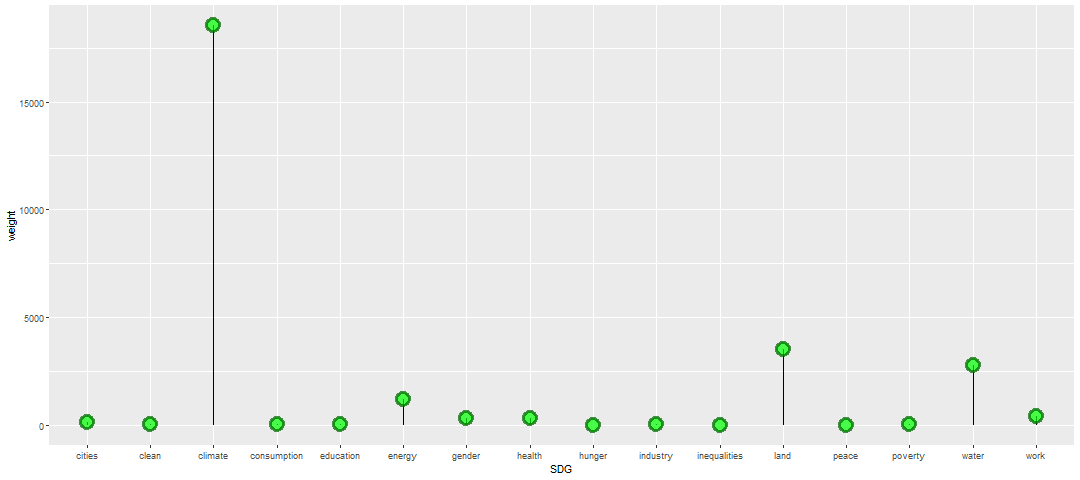 weight
15000
10000
5000
0
cities clean climate consumption education energy gender health hunger industry inequalities land peace poverty water work
SDG